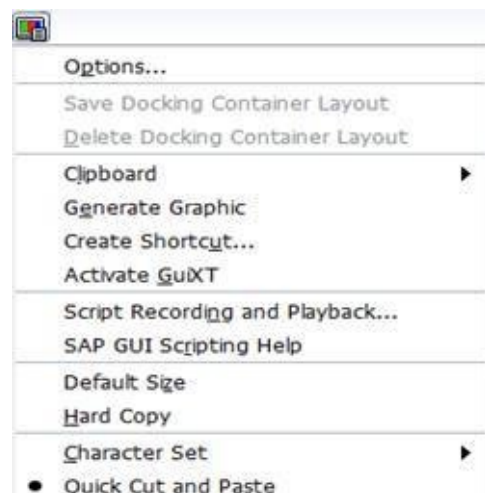 Options...
Save Docking Container Layout
Delete Docking Container Layout
Clipboard
Generate Graphic
Create Shortcut...
Activate GuiXT
Script Recording and Playback...
SAP GUI Scripting Help
Default Size
Hard Copy
Character Set
Quick Cut and Paste